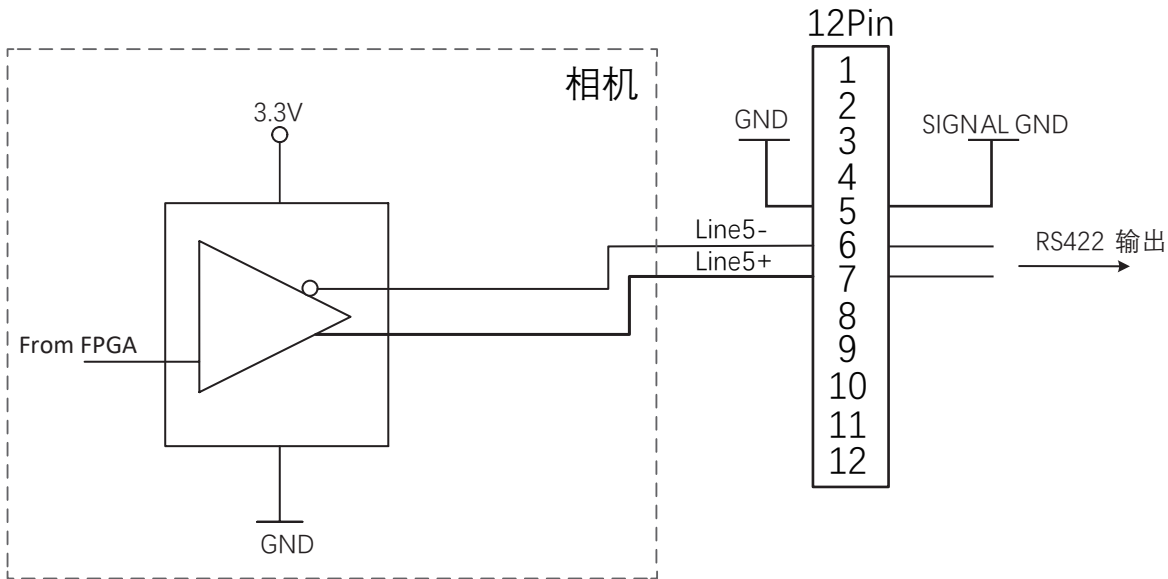 12Pin
相机
3.3V
GND
SIGNAL GND
1
2
3
4
5
6
7
8
9
10
11
12
Line5-
Line5+
RS422 输出
From FPGA
GND